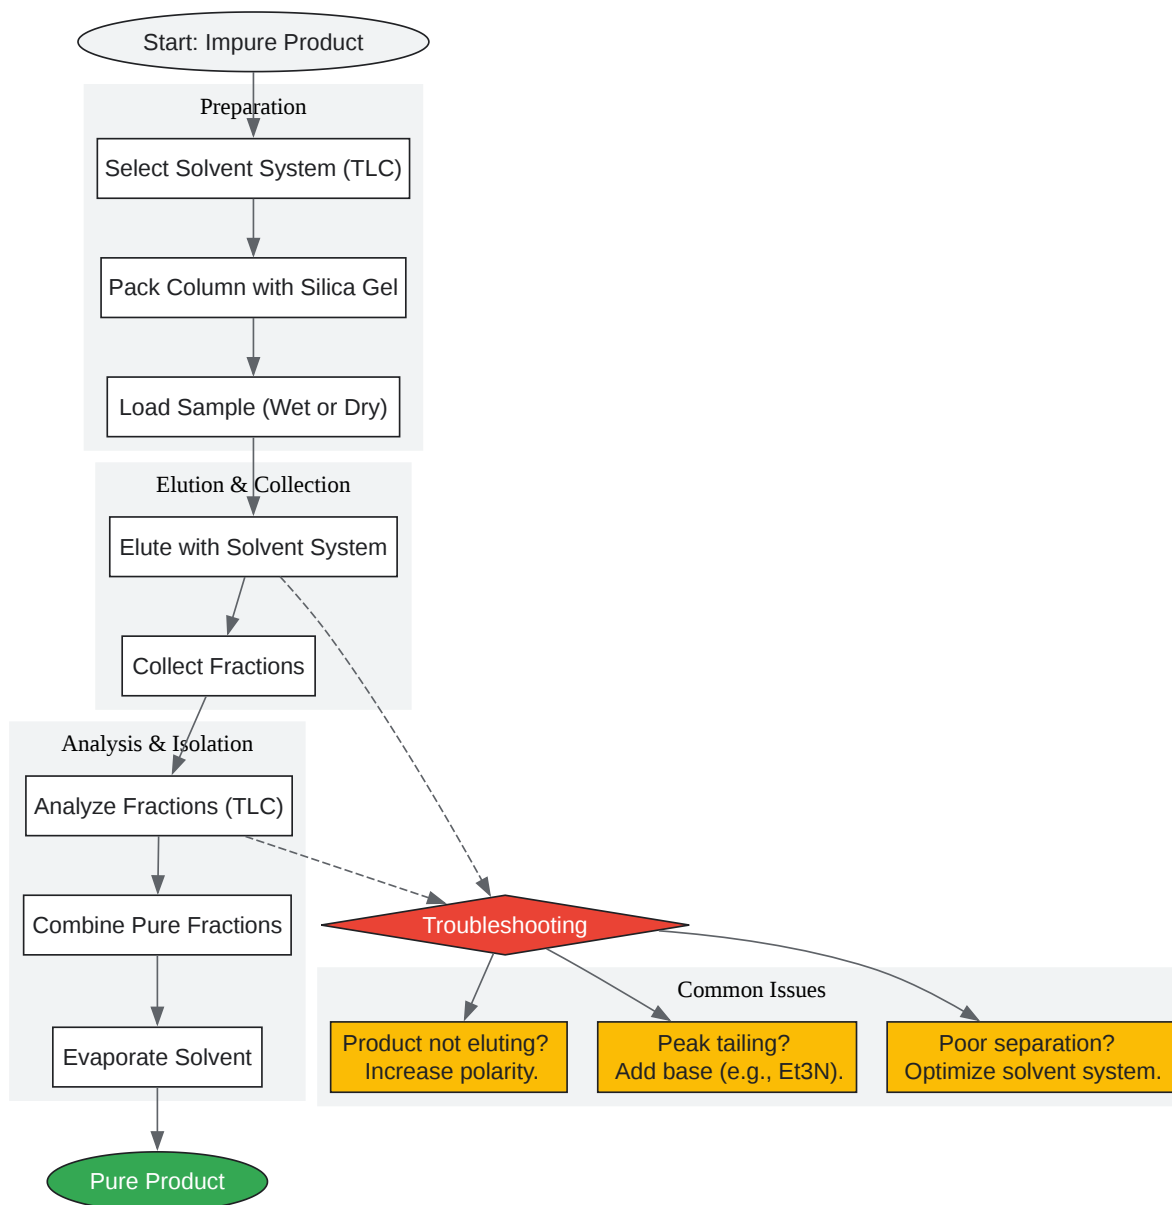 Start: Impure Product
Preparation
Select Solvent System (TLC)
Pack Column with Silica Gel
Load Sample (Wet or Dry)
Elution & Collection
Elute with Solvent System
Collect Fractions
Analysis & Isolation
Analyze Fractions (TLC)
Combine Pure Fractions
Evaporate Solvent
Pure Product
Troubleshooting
Common Issues
Product not eluting?
Increase polarity.
Peak tailing?
Add base (e.g., Et3N).
Poor separation?
Optimize solvent system.